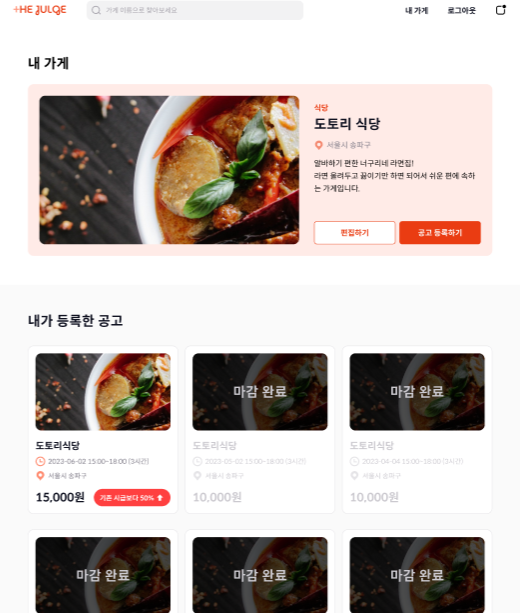 THE JULGE
가게 이름으로 찾아보세요
내 가게
로그아웃
내 가게
식당
도토리 식당
서울시 송파구
알바하기 편한 너구리네 라면집!
라면 올려두고 끓이기만 하면 되어서 쉬운 편에 속하
는 가게입니다.
편집하기
공고 등록하기
내가 등록한 공고
도토리식당
2023-06-02 15:00~18:00 (3시간)
서울시 송파구
15,000원
기존 시급보다 50%
마감 완료
도토리식당
2023-05-02 15:00~18:00 (3시간)
서울시 송파구
10,000원
마감 완료
도토리식당
2023-04-04 15:00~18:00 (3시간)
서울시 송파구
10,000원
마감 완료
마감 완료
마감 완료